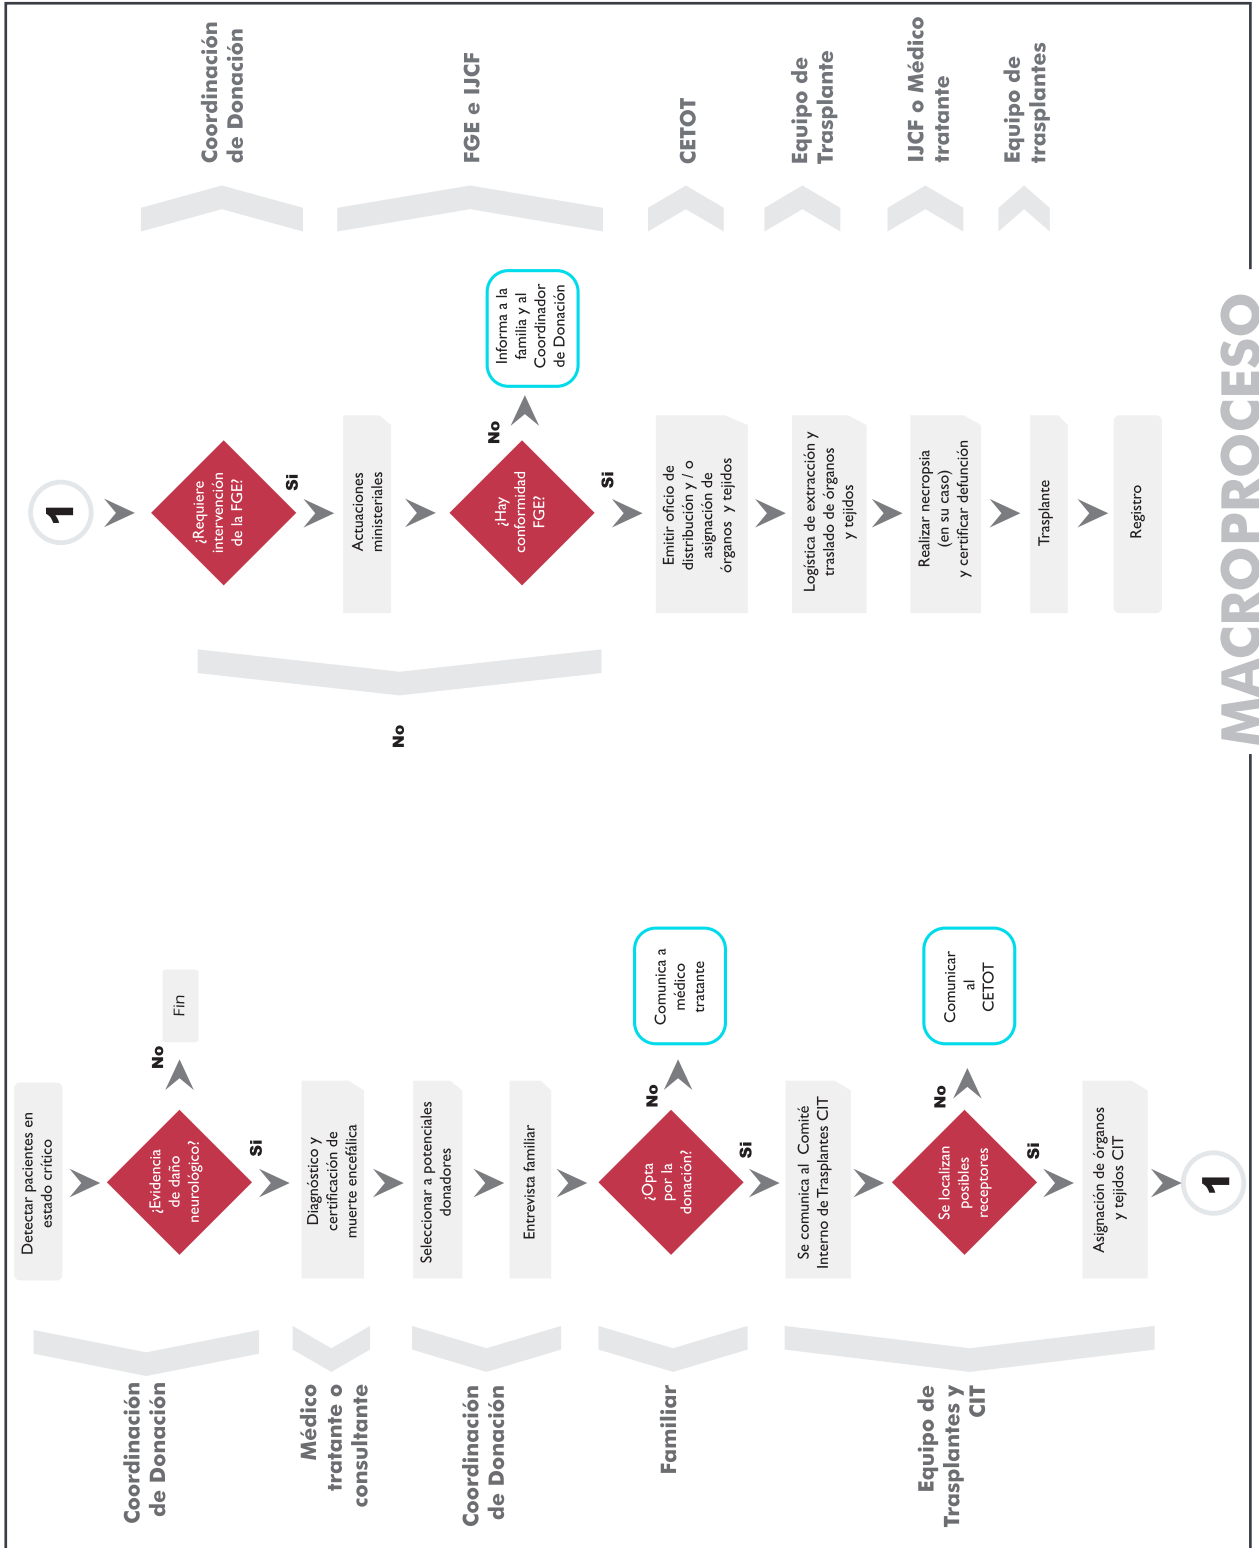 MACROPROCESO
Coordinación
de Donación
Detectar pacientes en
estado crítico
¿Evidencia
de daño
neurológico?
No
Fin
Si
Médico
tratante o
consultante
Diagnóstico y
certificación de
muerte encefálica
Coordinación
de Donación
Seleccionar a potenciales
donadores
Entrevista familiar
Familiar
¿Opta
por la
donación?
No
Comunica a
médico
tratante
Si
Equipo de
Trasplantes y
CIT
Se comunica al Comité
Interno de Trasplantes CIT
Se localizan
posibles
receptores
No
Comunicar
al
CETOT
Si
Asignación de órganos
y tejidos CIT
1
1
¿Requiere
intervención
de la FGE?
Coordinación
de Donación
Si
No
Actuaciones
ministeriales
FGE e IJCF
¿Hay
conformidad
FGE?
No
Informa a la
familia y al
Coordinador
de Donación
Si
Emitir oficio de
distribución y / o
asignación de
órganos y tejidos
CETOT
Logística de extracción y
traslado de órganos
y tejidos
Equipo de
Trasplante
Realizar necropsia
(en su caso)
y certificar defunción
IJCF o Médico
tratante
Trasplante
Equipo de
trasplantes
Registro